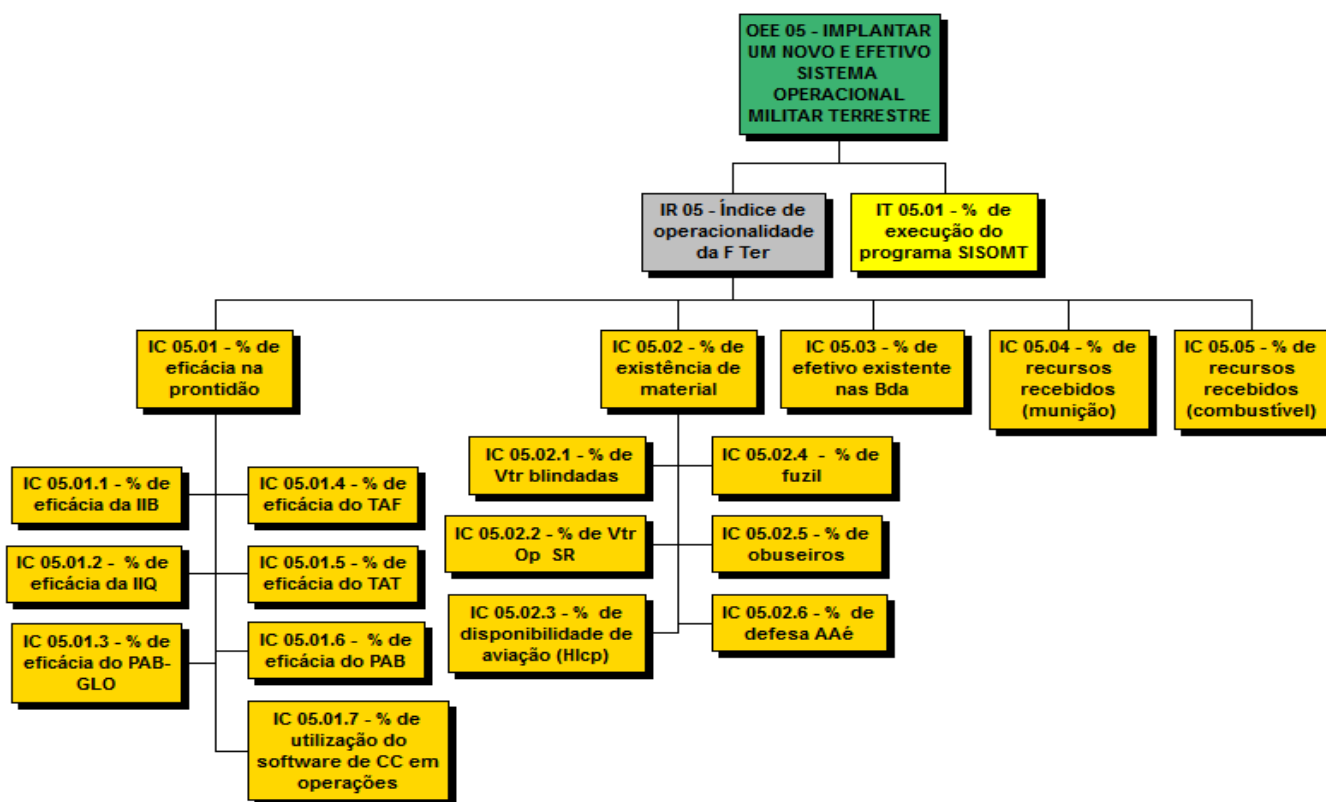 OEE 05 - IMPLANTAR
UM NOVO E EFETIVO
SISTEMA
OPERACIONAL
MILITAR TERRESTRE
IR 05 - Índice de
operacionalidade
da F Ter
IT 05.01 - % de
execução do
programa SISOMT
IC 05.01 - % de
eficácia na
prontidão
IC 05.02 - % de
existência de
material
IC 05.03 - % de
efetivo existente
nas Bda
IC 05.04 - % de
recursos
recebidos
(munição)
IC 05.05 - % de
recursos
recebidos
(combustível)
IC 05.01.1 - % de
eficácia da IIB
IC 05.01.4 - % de
eficácia do TAF
IC 05.01.2 - % de
eficácia da IIQ
IC 05.01.5 - % de
eficácia do TAT
IC 05.01.3 - % de
eficácia do PAB-
GLO
IC 05.01.6 - % de
eficácia do PAB
IC 05.01.7 - % de
utilização do
software de CC em
operações
IC 05.02.1 - % de
Vtr blindadas
IC 05.02.4 - % de
fuzil
IC 05.02.2 - % de Vtr
Op SR
IC 05.02.5 - % de
obuseiros
IC 05.02.3 - % de
disponibilidade de
aviação (Hlcp)
IC 05.02.6 - % de
defesa AAé